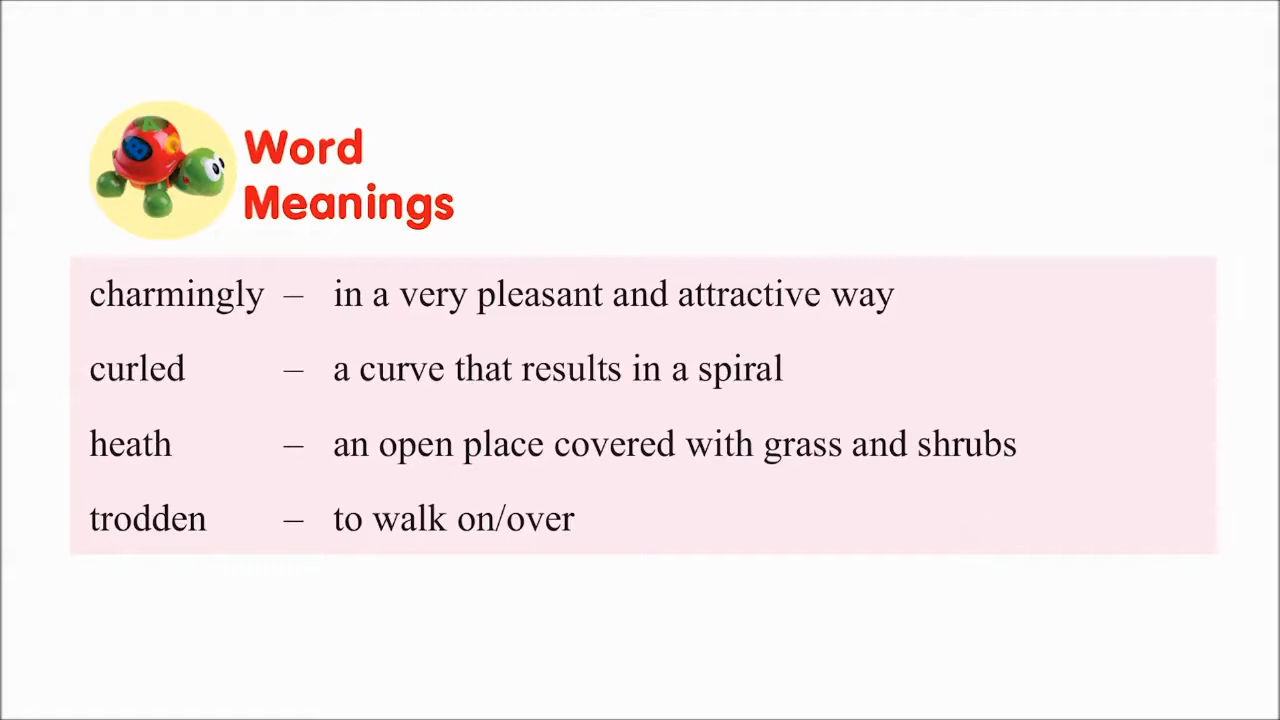 Word
Meanings
charmingly – in a very pleasant and attractive way
curled – a curve that results in a spiral
heath – an open place covered with grass and shrubs
trodden – to walk on/over